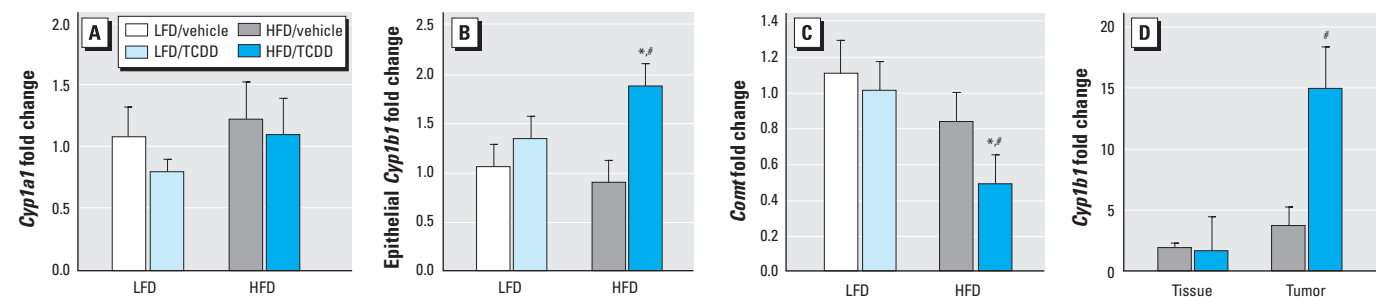 A
LFD/vehicle
HFD/vehicle
LFD/TCDD
HFD/TCDD
Cyp1a1 fold change
2.0
1.5
1.0
0.5
0.0
LFD
HFD
B
Epithelial Cyp1b1 fold change
2.5
2.0
1.5
1.0
0.5
0.0
*,#
LFD
HFD
C
Comt fold change
1.4
1.2
1.0
0.8
0.6
0.4
0.2
0.0
*,#
LFD
HFD
D
Cyp1b1 fold change
20
15
10
5
0
#
Tissue
Tumor